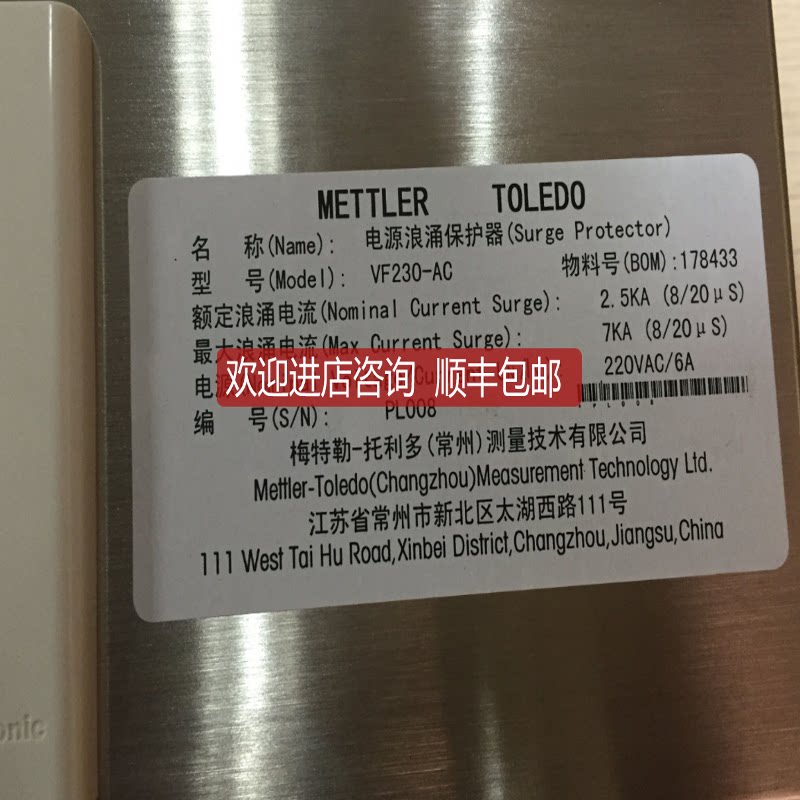 METTLER TOLEDO
名 称(Name): 电源浪涌保护器(Surge Protector)
型 号(Model): VF230-AC 物料号(BOM):178433
额定浪涌电流(Nominal Current Surge): 2.5KA (8/20μS)
最大浪涌电流(Max Current Surge): 7KA (8/20μS)
电源 220VAC/6A
欢迎进店咨询 顺丰包邮
编 号(S/N): PL008
PL008
梅特勒-托利多(常州)测量技术有限公司
Mettler-Toledo(Changzhou)Measurement Technology Ltd.
江苏省常州市新北区太湖西路111号
111 West Tai Hu Road,Xinbei District,Changzhou,Jiangsu,China
onic